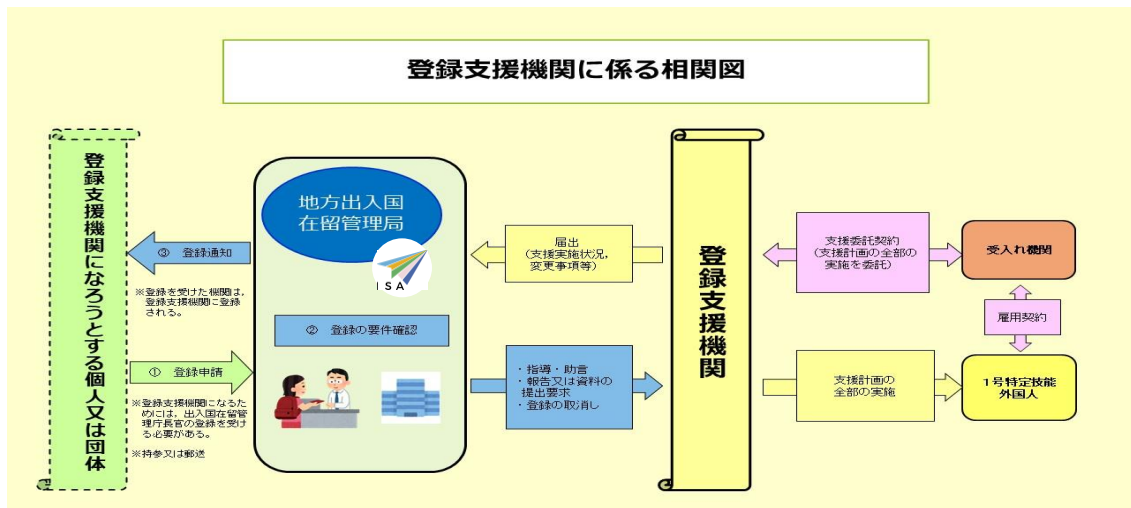 登録支援機関に係る相関図
登録支援機関になろうとする個人又は団体
③ 登録通知
※登録を受けた機関は，
登録支援機関に登録
される。
① 登録申請
※登録支援機関になるた
めには，出入国在留管
理庁長官の登録を受け
る必要がある。
※持参又は郵送
地方出入国
在留管理局
ISA
② 登録の要件確認
届出
（支援実施状況，
変更事項等）
・指導・助言
・報告又は資料の
提出要求
・登録の取消し
登録支援機関
支援委託契約
（支援計画の全部の
実施を委託）
受入れ機関
雇用契約
支援計画の
全部の実施
1号特定技能
外国人